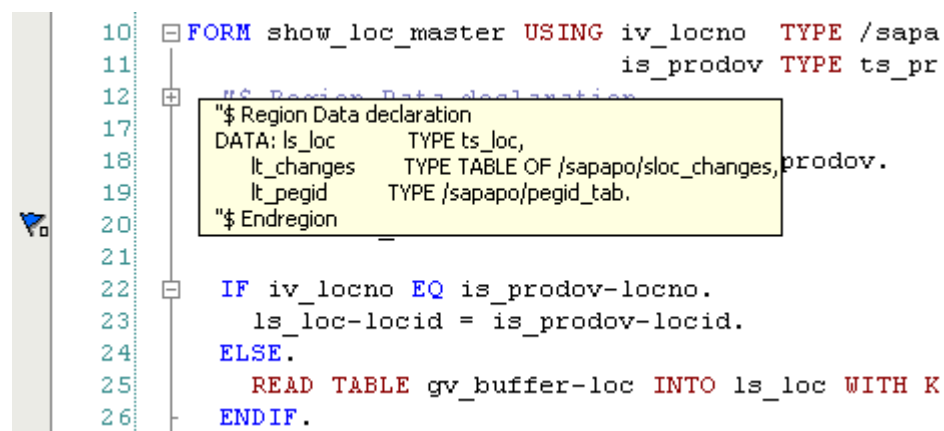 10 FORM show_loc_master USING iv_locno TYPE /sapa
11 is_prodov TYPE ts_pr
12 "$ Region Data declaration
"$ Region Data declaration
17
DATA: ls_loc TYPE ts_loc,
18 prodov.
lt_changes TYPE TABLE OF /sapapo/sloc_changes,
19
lt_pegid TYPE /sapapo/pegid_tab.
20
"$ Endregion
21
22 IF iv_locno EQ is_prodov-locno.
23 ls_loc-locid = is_prodov-locid.
24 ELSE.
25 READ TABLE gv_buffer-loc INTO ls_loc WITH K
26 ENDIF.